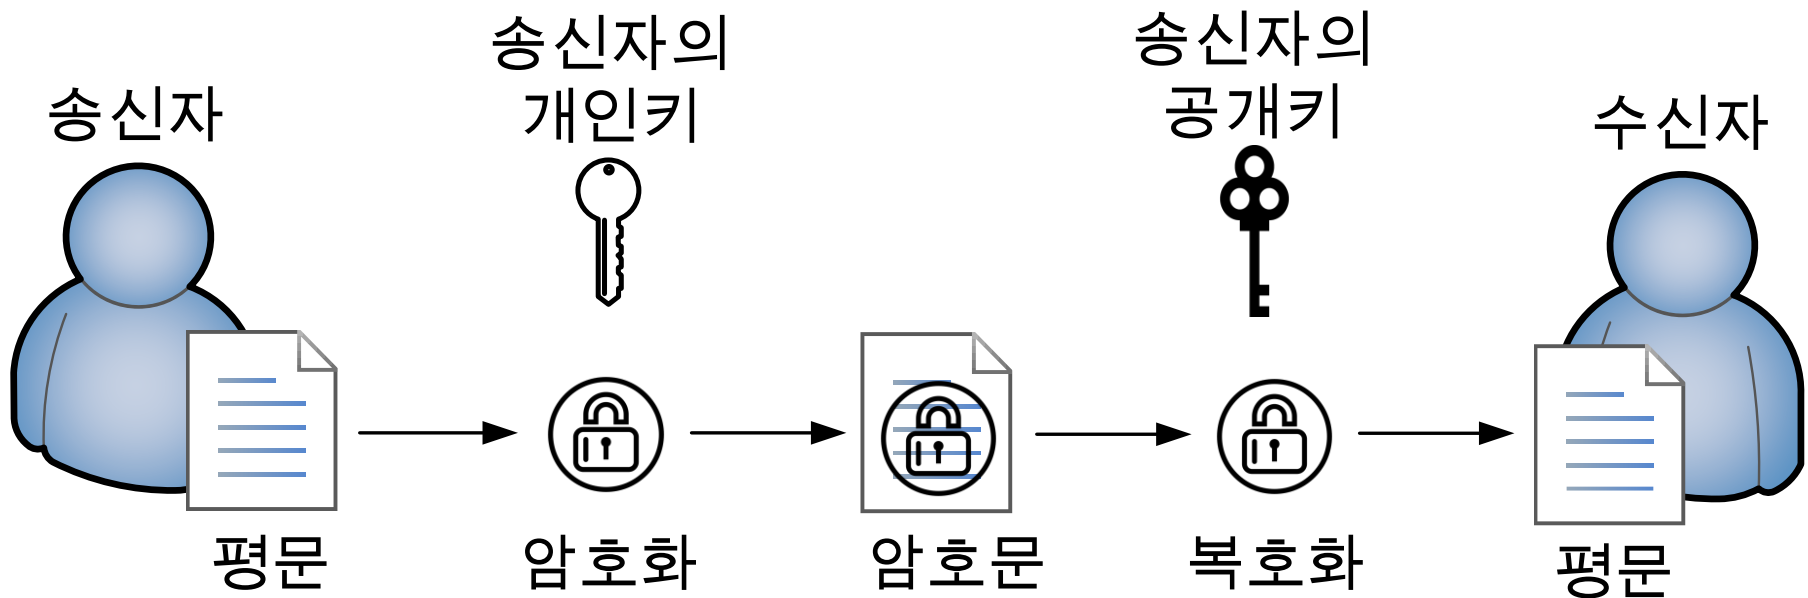 송신자
송신자의
개인키
송신자의
공개키
수신자
평문
암호화
암호문
복호화
평문